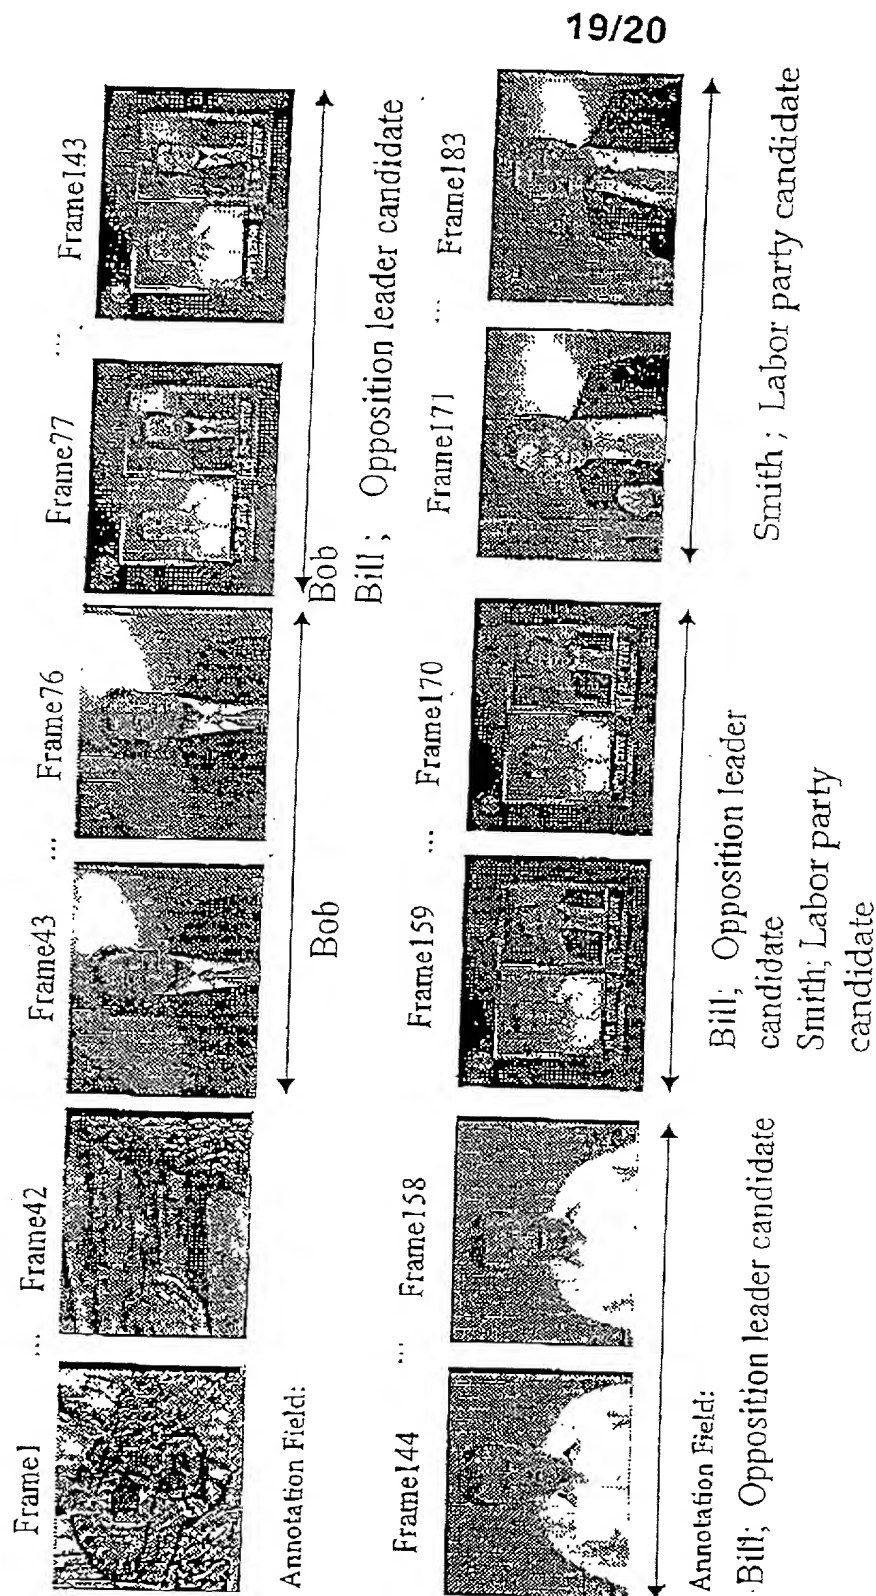 19/20
Frame1 ... Frame42 Frame43 ... Frame76 Frame77 ... Frame143
Annotation Field:
Bob
Bob
Bill; Opposition leader candidate
Frame144 ... Frame158 Frame159 ... Frame170 Frame171 ... Frame183
Annotation Field:
Bill; Opposition leader candidate
Bill; Opposition leader
candidate
Smith; Labor party
candidate
Smith; Labor party candidate